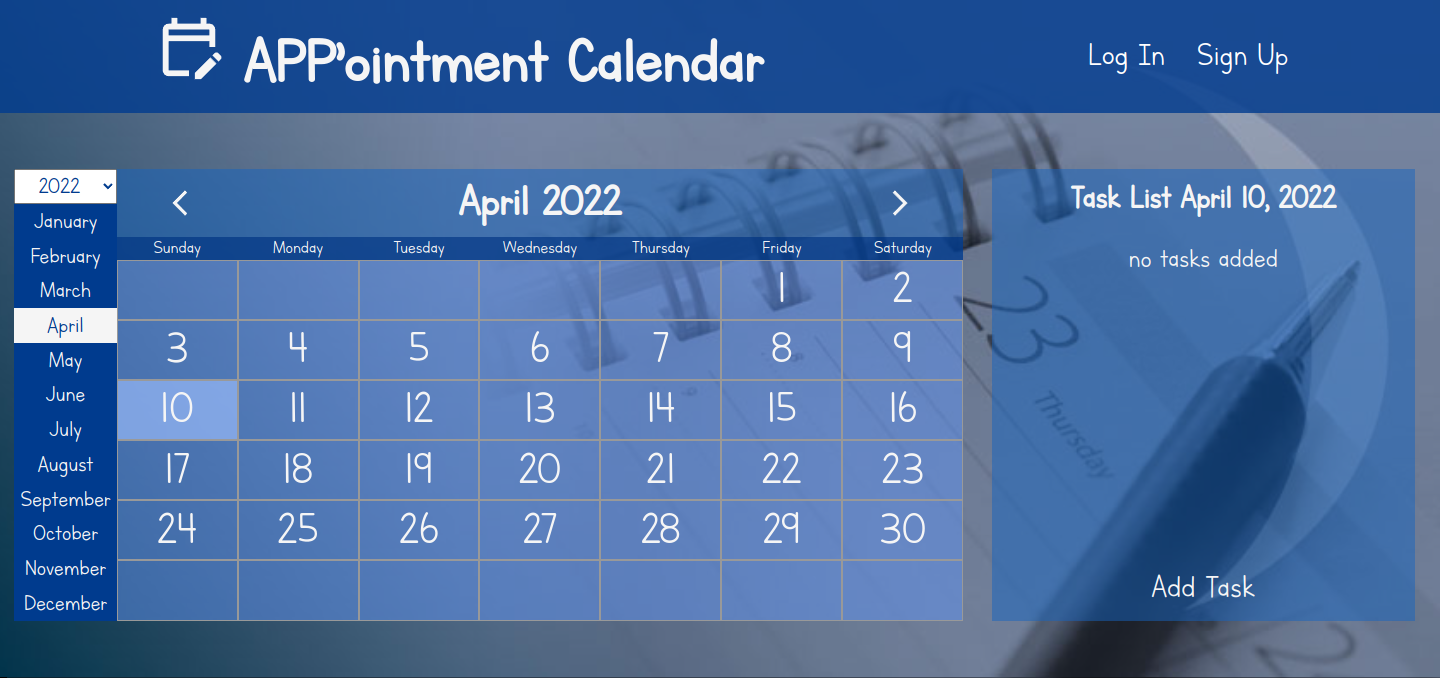 APP'ointment Calendar
Log In Sign Up
2022
January
February
March
April
May
June
July
August
September
October
November
December
April 2022
Sunday Monday Tuesday Wednesday Thursday Friday Saturday
1 2
3 4 5 6 7 8 9
10 11 12 13 14 15 16
17 18 19 20 21 22 23
24 25 26 27 28 29 30
Task List April 10, 2022
no tasks added
23
Thursday
Add Task